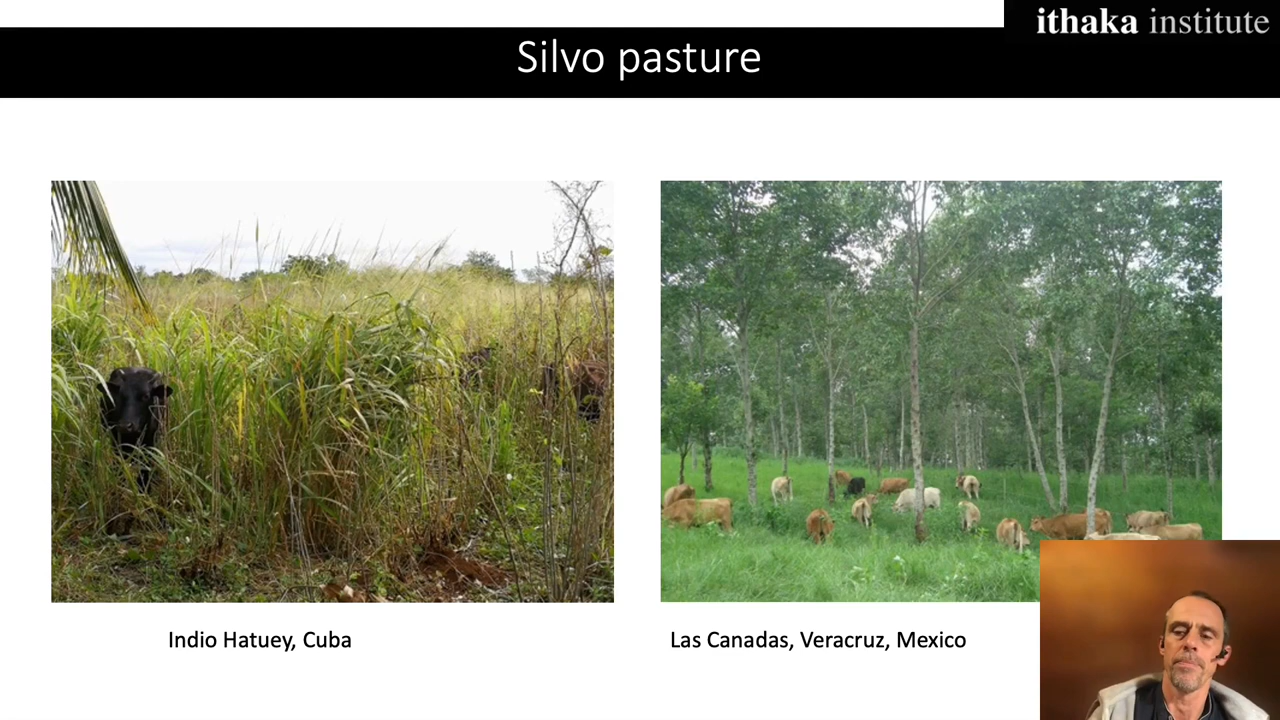 ithaka institute
Silvo pasture
Indio Hatuey, Cuba
Las Canadas, Veracruz, Mexico